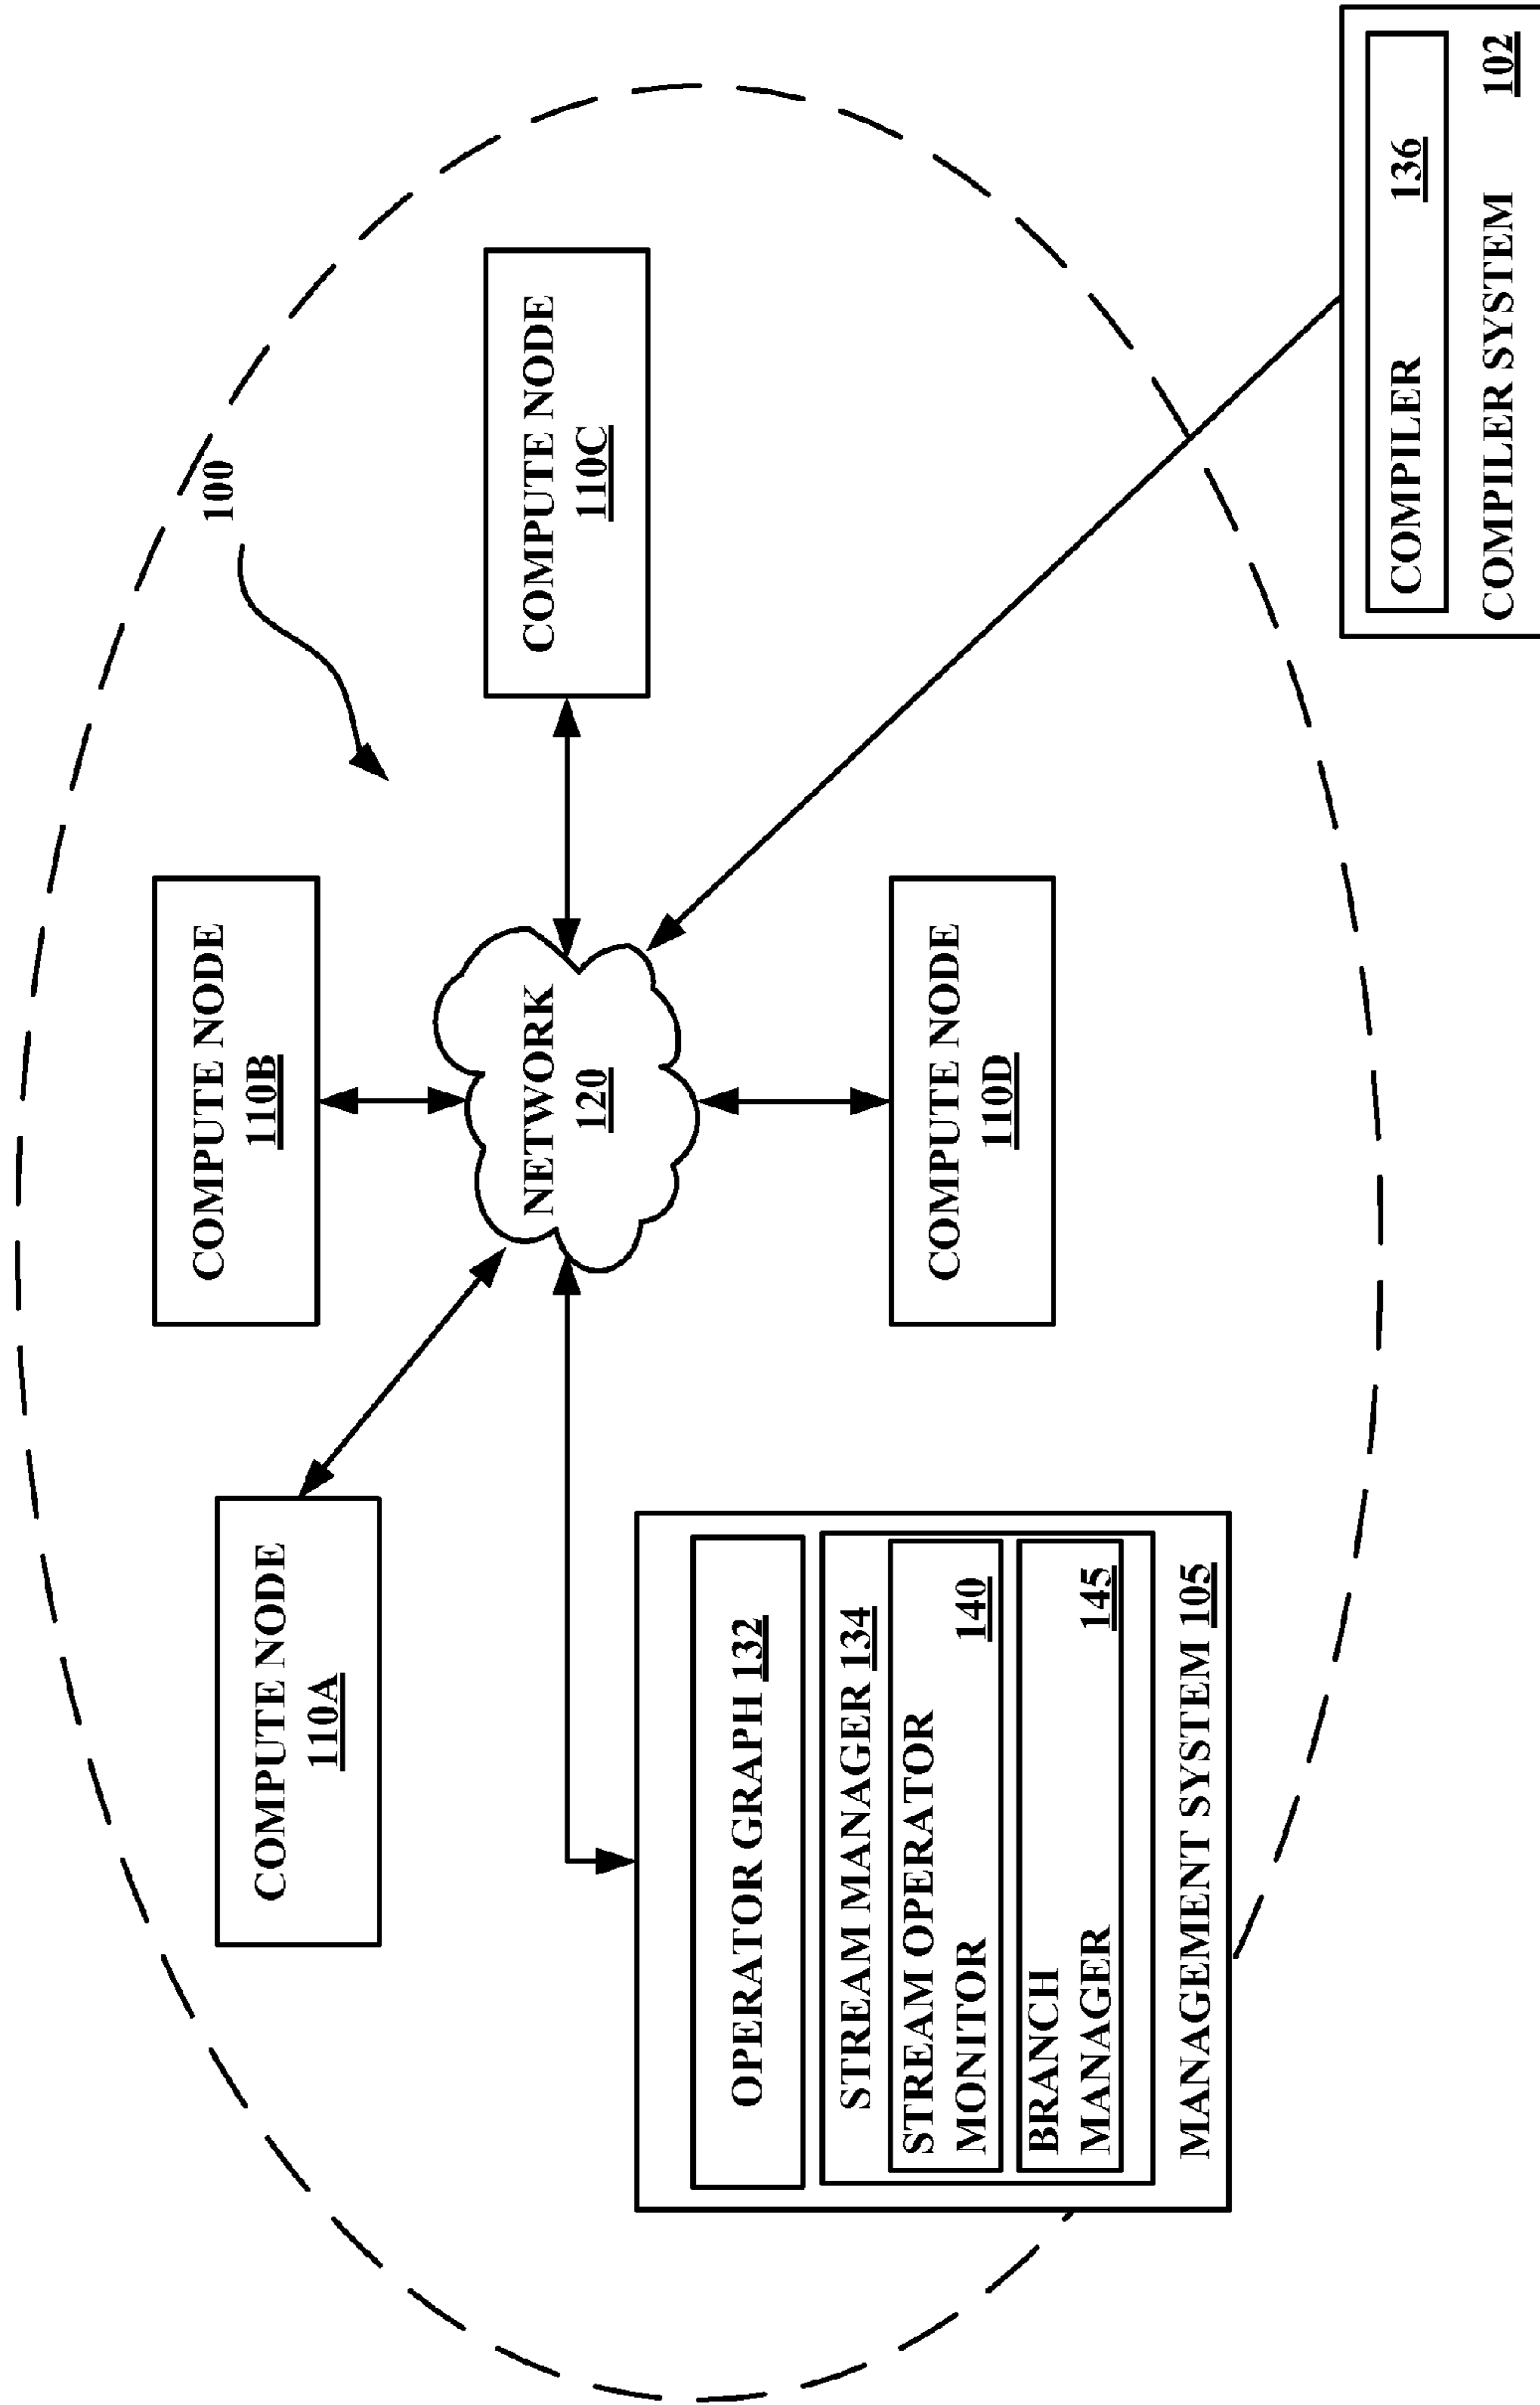 100
COMPUTE NODE
110B
COMPUTE NODE
110A
COMPUTE NODE
110C
NETWORK
120
OPERATOR GRAPH 132
STREAM MANAGER 134
STREAM OPERATOR
MONITOR 140
BRANCH
MANAGER 145
MANAGEMENT SYSTEM 105
COMPUTE NODE
110D
COMPILER 136
COMPILER SYSTEM 102